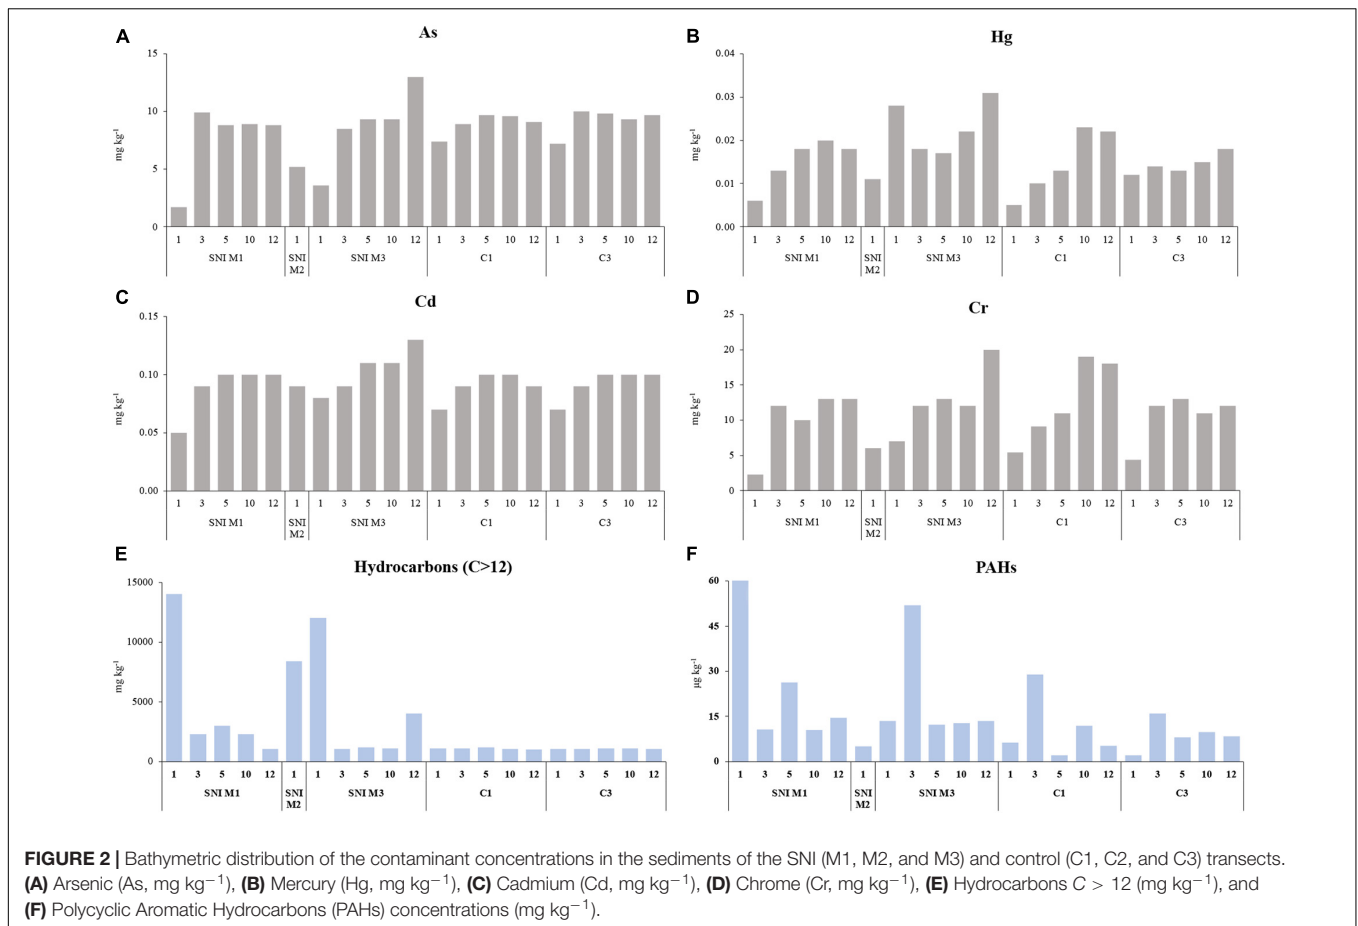 A
As
15
10
5
0
mg kg-1
1 3 5 10 12 1 1 3 5 10 12 1 3 5 10 12 1 3 5 10 12
SNI M1 SNI M2 SNI M3 C1 C3
B
Hg
0.04
0.03
0.02
0.01
0.00
mg kg-1
1 3 5 10 12 1 1 3 5 10 12 1 3 5 10 12 1 3 5 10 12
SNI M1 SNI M2 SNI M3 C1 C3
C
Cd
0.15
0.10
0.05
0.00
mg kg-1
1 3 5 10 12 1 1 3 5 10 12 1 3 5 10 12 1 3 5 10 12
SNI M1 SNI M2 SNI M3 C1 C3
D
Cr
25
20
15
10
5
0
mg kg-1
1 3 5 10 12 1 1 3 5 10 12 1 3 5 10 12 1 3 5 10 12
SNI M1 SNI M2 SNI M3 C1 C3
E
Hydrocarbons (C>12)
15000
10000
5000
0
mg kg-1
1 3 5 10 12 1 1 3 5 10 12 1 3 5 10 12 1 3 5 10 12
SNI M1 SNI M2 SNI M3 C1 C3
F
PAHs
60
45
30
15
0
µg kg-1
1 3 5 10 12 1 1 3 5 10 12 1 3 5 10 12 1 3 5 10 12
SNI M1 SNI M2 SNI M3 C1 C3
FIGURE 2 | Bathymetric distribution of the contaminant concentrations in the sediments of the SNI (M1, M2, and M3) and control (C1, C2, and C3) transects.
(A) Arsenic (As, mg kg−1), (B) Mercury (Hg, mg kg−1), (C) Cadmium (Cd, mg kg−1), (D) Chrome (Cr, mg kg−1), (E) Hydrocarbons C > 12 (mg kg−1), and
(F) Polycyclic Aromatic Hydrocarbons (PAHs) concentrations (mg kg−1).